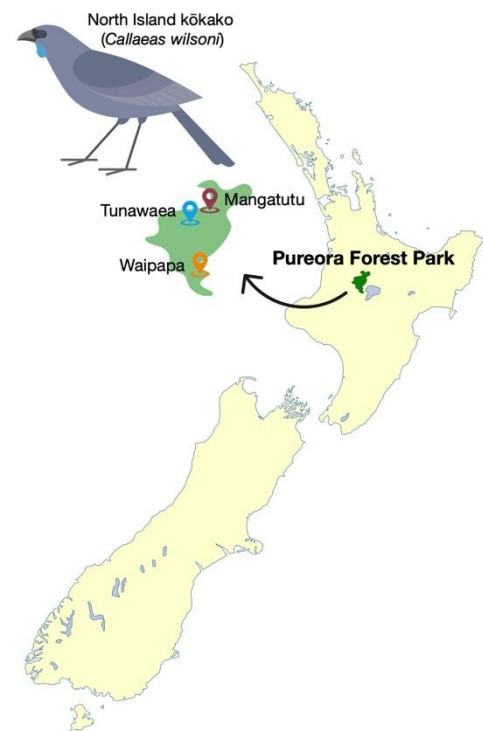 North Island kōkako
(Callaeas wilsoni)
Mangatutu
Tunawaea
Waipapa
Pureora Forest Park